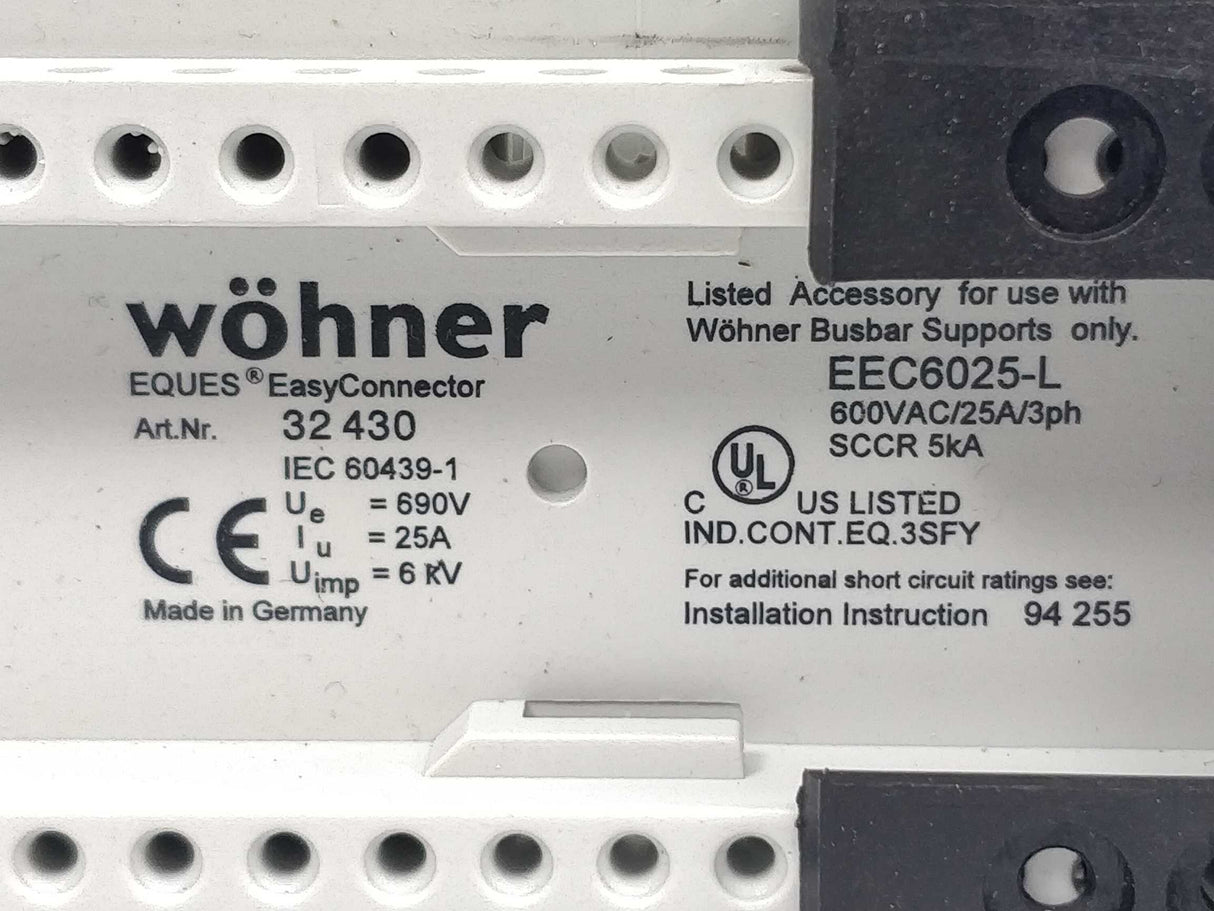 wöhner
EQUES® EasyConnector
Art.Nr. 32 430
IEC 60439-1
CE
Ue = 690V
Iu = 25A
Uimp = 6 kV
Made in Germany
Listed Accessory for use with
Wöhner Busbar Supports only.
EEC6025-L
600VAC/25A/3ph
SCCR 5kA
C UL® US LISTED
IND.CONT.EQ.3SFY
For additional short circuit ratings see:
Installation Instruction 94 255